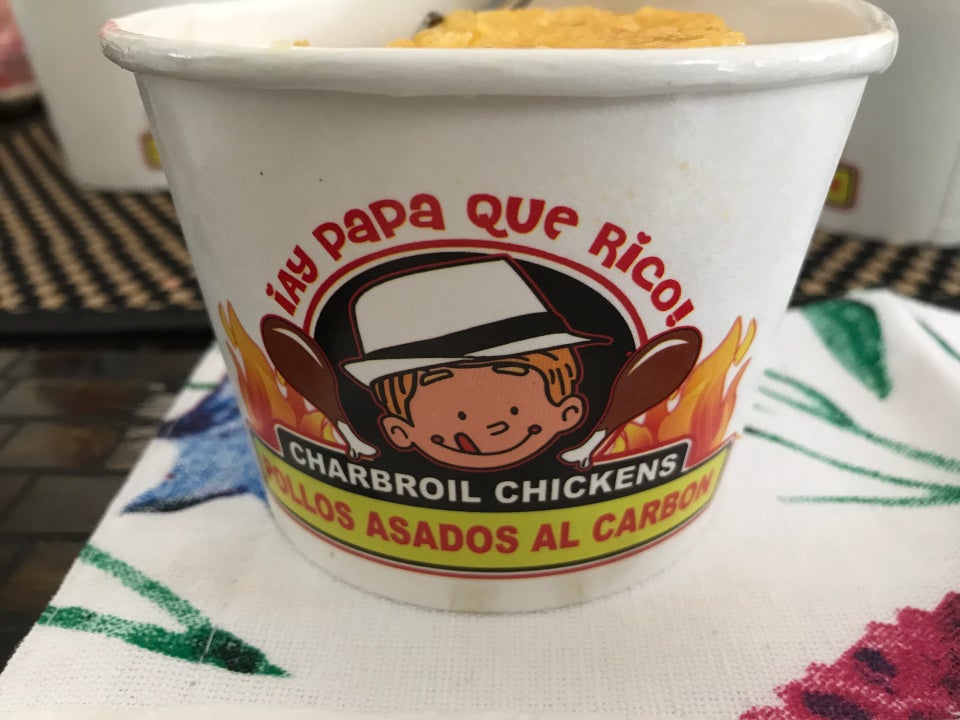 ¡AY PAPA QUE RICO!
CHARBROIL CHICKENS
POLLOS ASADOS AL CARBON